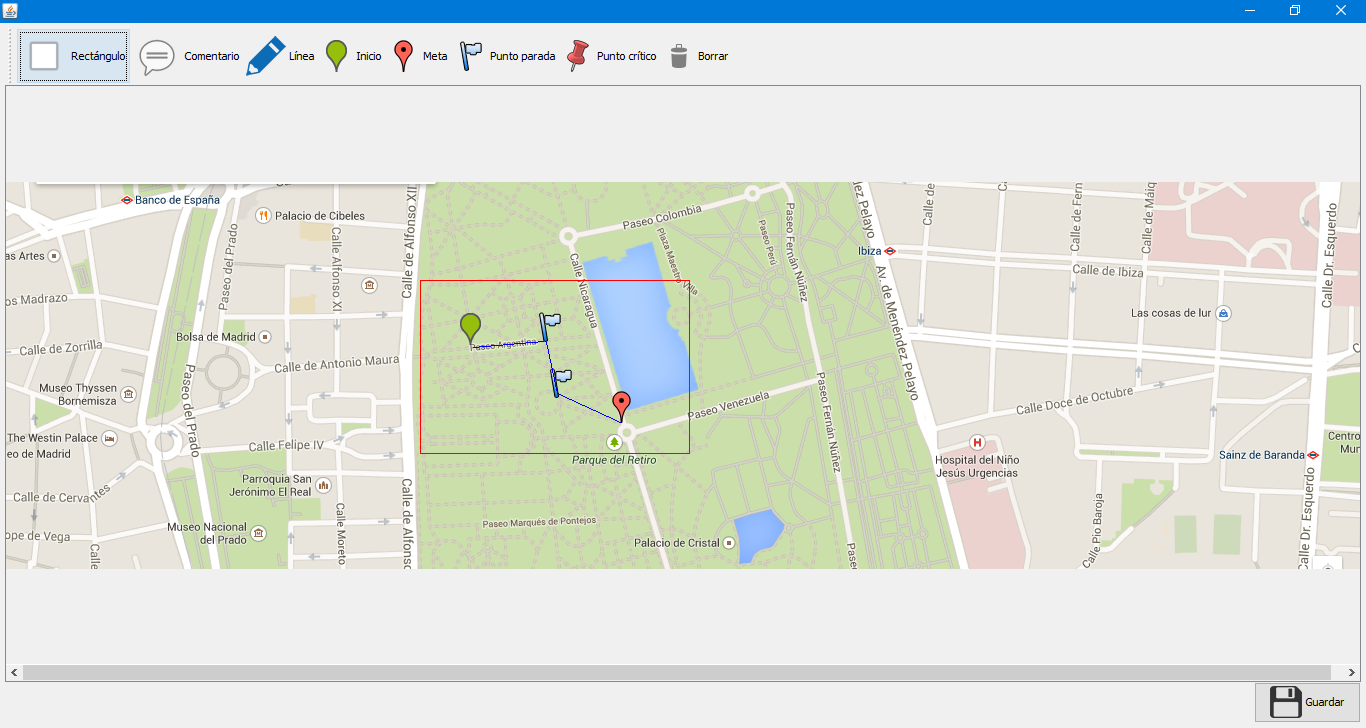 Rectángulo
Comentario
Línea
Inicio
Meta
Punto parada
Punto crítico
Borrar
Banco de España
Palacio de Cibeles
Calle de Alfonso XII
Paseo Colombia
Plaza Maestro Villa
Paseo Perú
Paseo Fernán Núñez
ez Pelayo
Calle de
Calle de Fer
Calle de Máiq
Calle Dr. Esquerdo
as Artes
Paseo del Prado
Calle Alfonso XI
Calle Nicaragua
Ibiza
Av. de Menéndez Pelayo
Calle de Ibiza
os Madrazo
Bolsa de Madrid
Las cosas de lur
Calle de Zorrilla
Calle de Antonio Maura
Paseo Argentina
Museo Thyssen
Bornemisza
Paseo del Prado
Paseo Venezuela
Paseo Fernán Núñez
Calle Doce de Octubre
The Westin Palace
eo de Madrid
Calle Felipe IV
Parque del Retiro
Hospital del Niño
Jesús Urgencias
Centro
Mun
Sainz de Baranda
Calle de Cervantes
Parroquia San
Jerónimo El Real
Calle de Alfonso
Calle Moreto
Paseo Marqués de Pontejos
Calle Pío Baroja
Calle Dr. Esquerdo
ope de Vega
Calle
Museo Nacional
del Prado
Palacio de Cristal
Paseo
Guardar